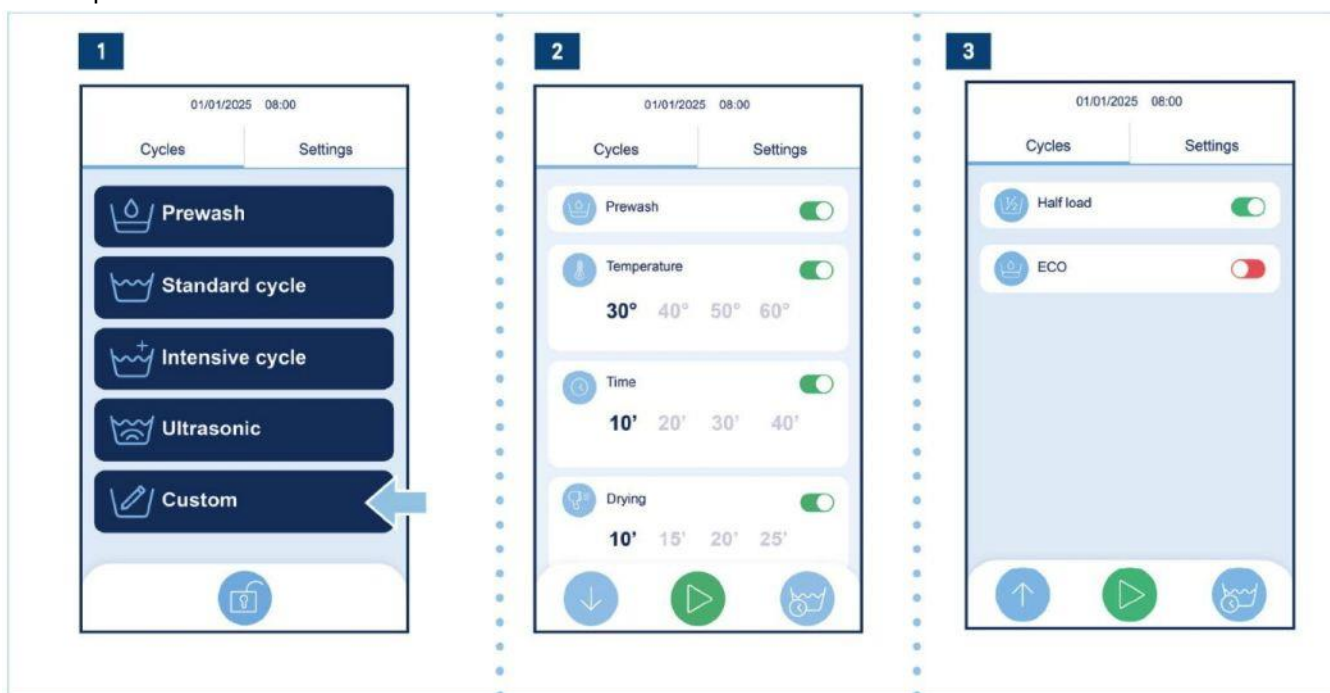 1
01/01/2025 08:00
Cycles Settings
Prewash
Standard cycle
Intensive cycle
Ultrasonic
Custom
2
01/01/2025 08:00
Cycles Settings
Prewash
Temperature
30° 40° 50° 60°
Time
10' 20' 30' 40'
Drying
10' 15' 20' 25'
3
01/01/2025 08:00
Cycles Settings
½ Half load
ECO